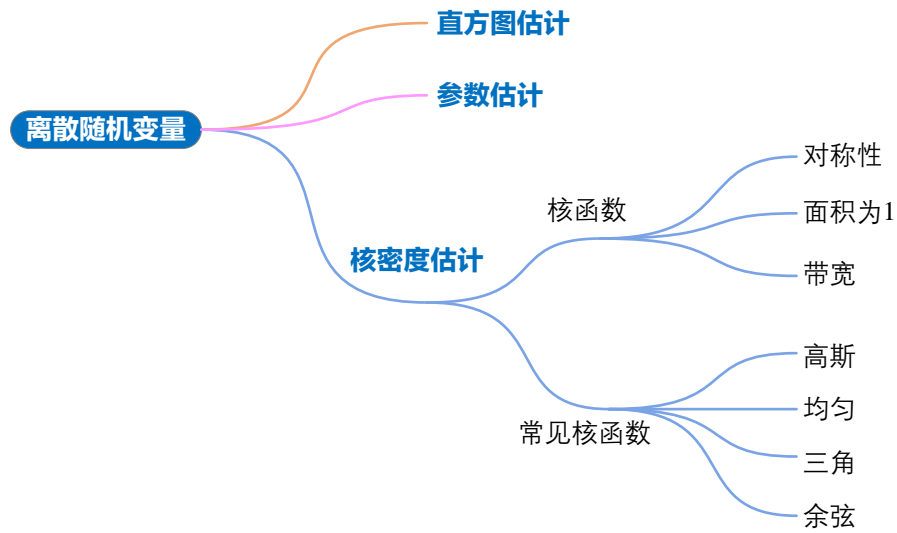 直方图估计
参数估计
离散随机变量
对称性
核函数
面积为1
核密度估计
带宽
高斯
均匀
常见核函数
三角
余弦